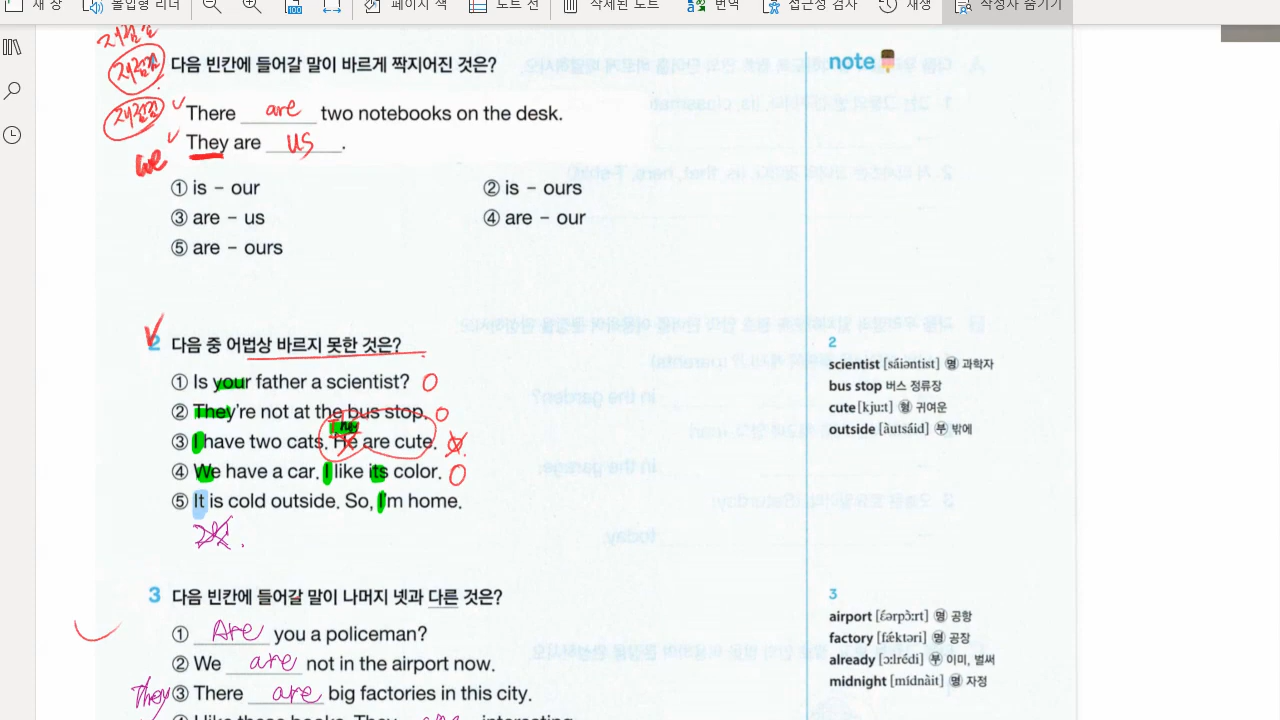 새 창 몰입형 리더 100 페이지 색 노트 선 삭제된 노트 번역 접근성 검사 재생 작성자 숨기기
다음 빈칸에 들어갈 말이 바르게 짝지어진 것은?
note
There are two notebooks on the desk.
They are us .
we
① is – our
② is – ours
③ are – us
④ are – our
⑤ are – ours
2 다음 중 어법상 바르지 못한 것은?
① Is your father a scientist? O
② They're not at the bus stop. O
③ I have two cats. He are cute.
They
④ We have a car. I like its color. O
⑤ It is cold outside. So, I'm home.
2
scientist [sáiəntist] 명 과학자
bus stop 버스 정류장
cute [kjuːt] 형 귀여운
outside [àutsáid] 부 밖에
3 다음 빈칸에 들어갈 말이 나머지 넷과 다른 것은?
① Are you a policeman?
② We are not in the airport now.
They ③ There are big factories in this city.
④ I like these books. They are interesting.
3
airport [ɛ́ərpɔ̀ːrt] 명 공항
factory [fǽktəri] 명 공장
already [ɔːlrédi] 부 이미, 벌써
midnight [mídnàit] 명 자정